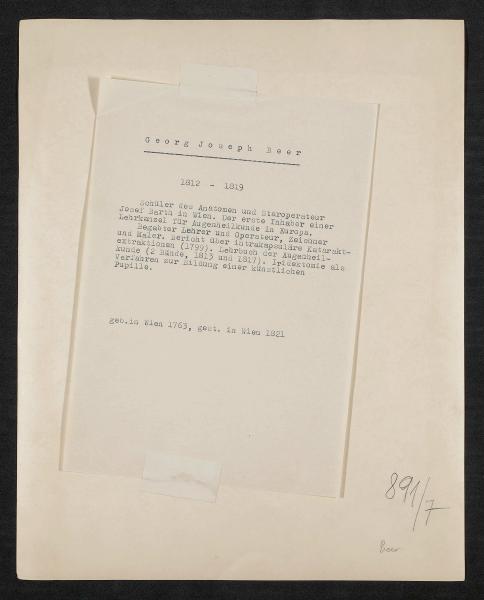 Georg Joseph Beer
1812 - 1819
Schüler des Anatomen und Staroperateur
Josef Barth in Wien. Der erste Inhaber einer
Lehrkanzel für Augenheilkunde in Europa.
Begabter Lehrer und Operateur, Zeichner
und Maler. Bericht über intrakapsuläre Katarakt-
extraktionen (1799). Lehrbuch der Augenheil-
kunde (2 Bände, 1813 und 1817). Iridektomie als
Verfahren zur Bildung einer künstlichen
Pupille.
geb.in Wien 1763, gest. in Wien 1821
891/7
Beer